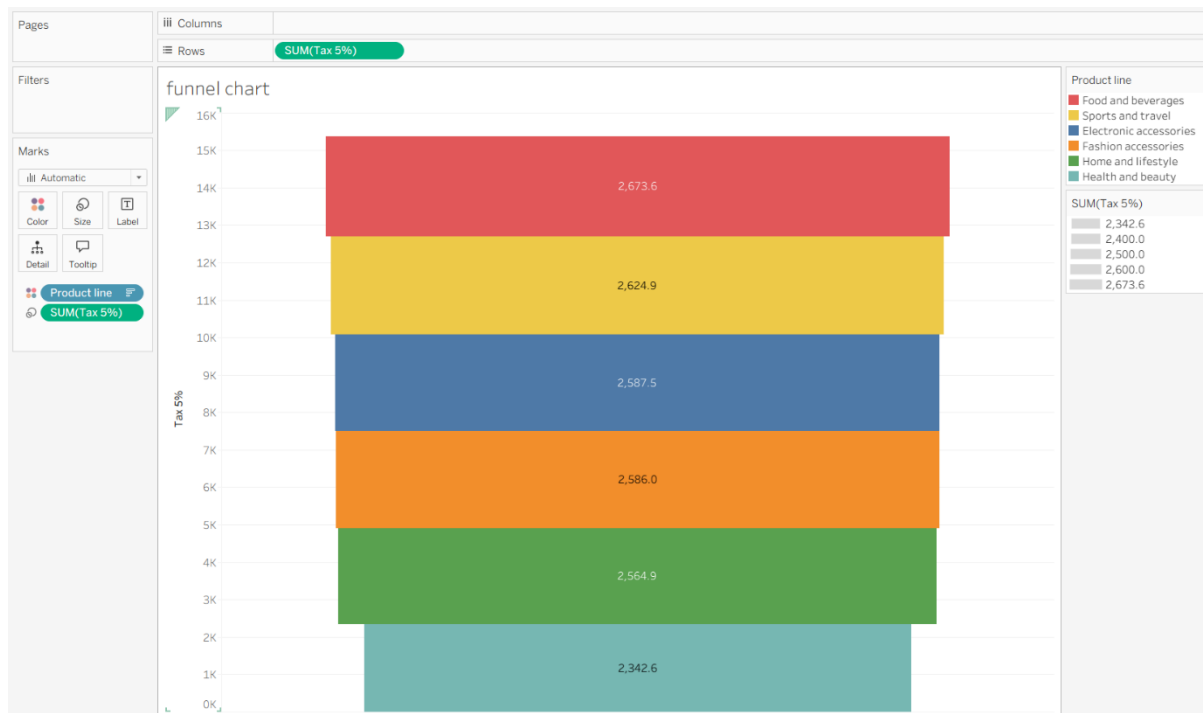 Pages
Columns
Rows
SUM(Tax 5%)
Filters
Marks
Automatic
Color
Size
Label
Detail
Tooltip
Product line
SUM(Tax 5%)
funnel chart
Tax 5%
16K
15K
14K
13K
12K
11K
10K
9K
8K
7K
6K
5K
4K
3K
2K
1K
0K
2,673.6
2,624.9
2,587.5
2,586.0
2,564.9
2,342.6
Product line
Food and beverages
Sports and travel
Electronic accessories
Fashion accessories
Home and lifestyle
Health and beauty
SUM(Tax 5%)
2,342.6
2,400.0
2,500.0
2,600.0
2,673.6